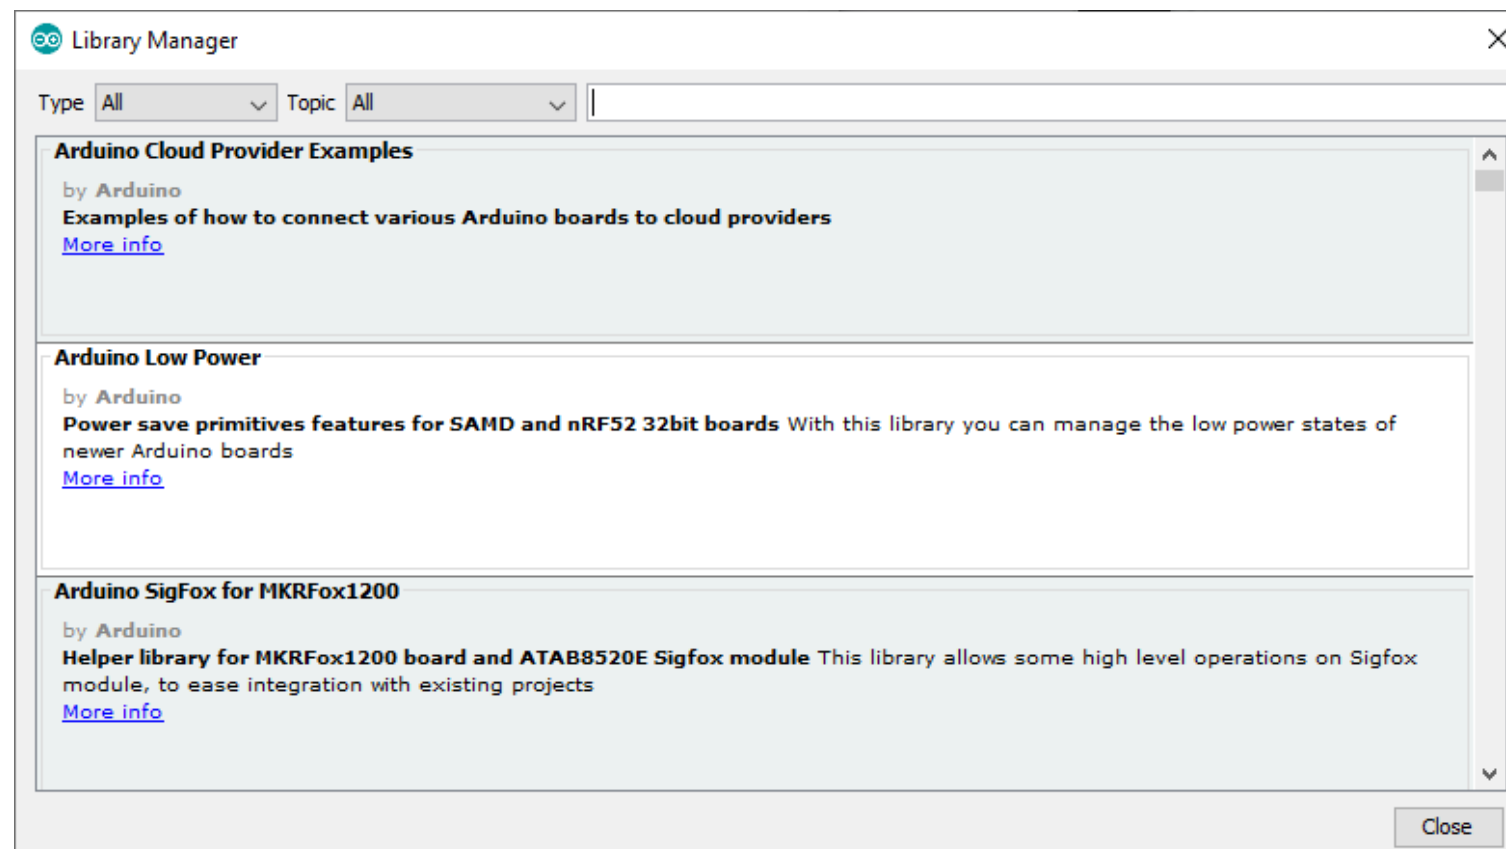 Library Manager
Type All Topic All
Arduino Cloud Provider Examples
by Arduino
Examples of how to connect various Arduino boards to cloud providers
More info
Arduino Low Power
by Arduino
Power save primitives features for SAMD and nRF52 32bit boards With this library you can manage the low power states of
newer Arduino boards
More info
Arduino SigFox for MKRFox1200
by Arduino
Helper library for MKRFox1200 board and ATAB8520E Sigfox module This library allows some high level operations on Sigfox
module, to ease integration with existing projects
More info
Close